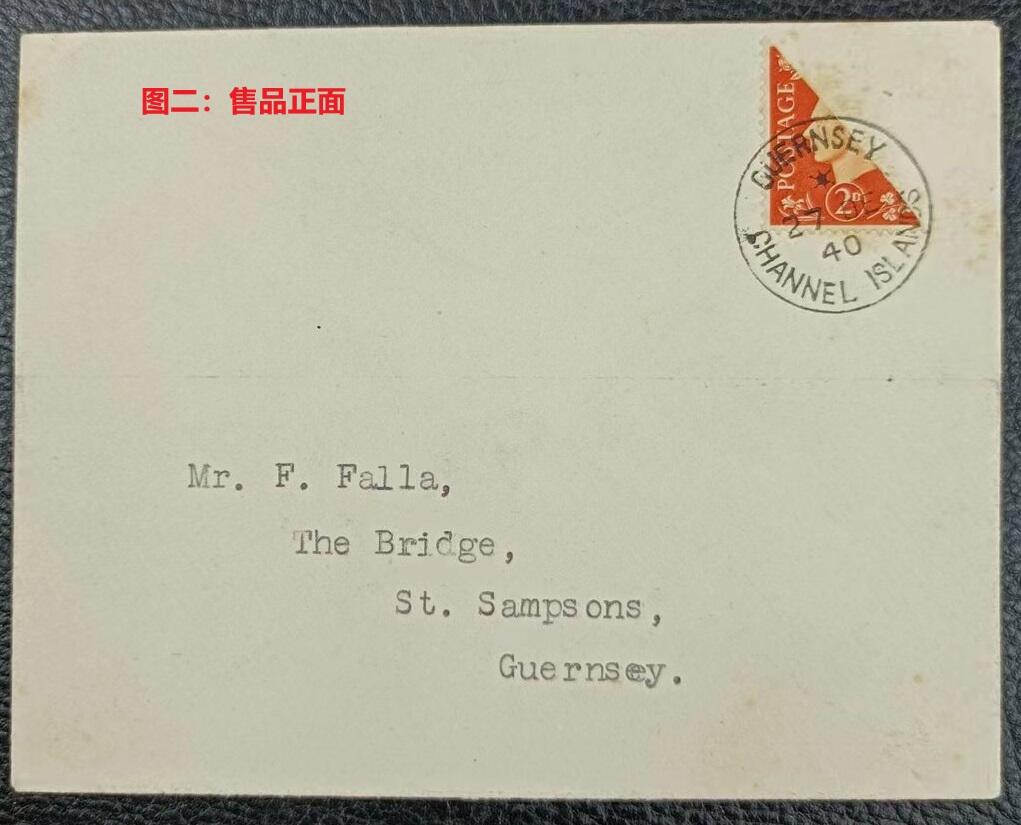 图二：售品正面
POSTAGE
2D
GUERNSEY
27 DE
40
CHANNEL ISLANDS
Mr. F. Falla,
The Bridge,
St. Sampsons,
Guernsey.